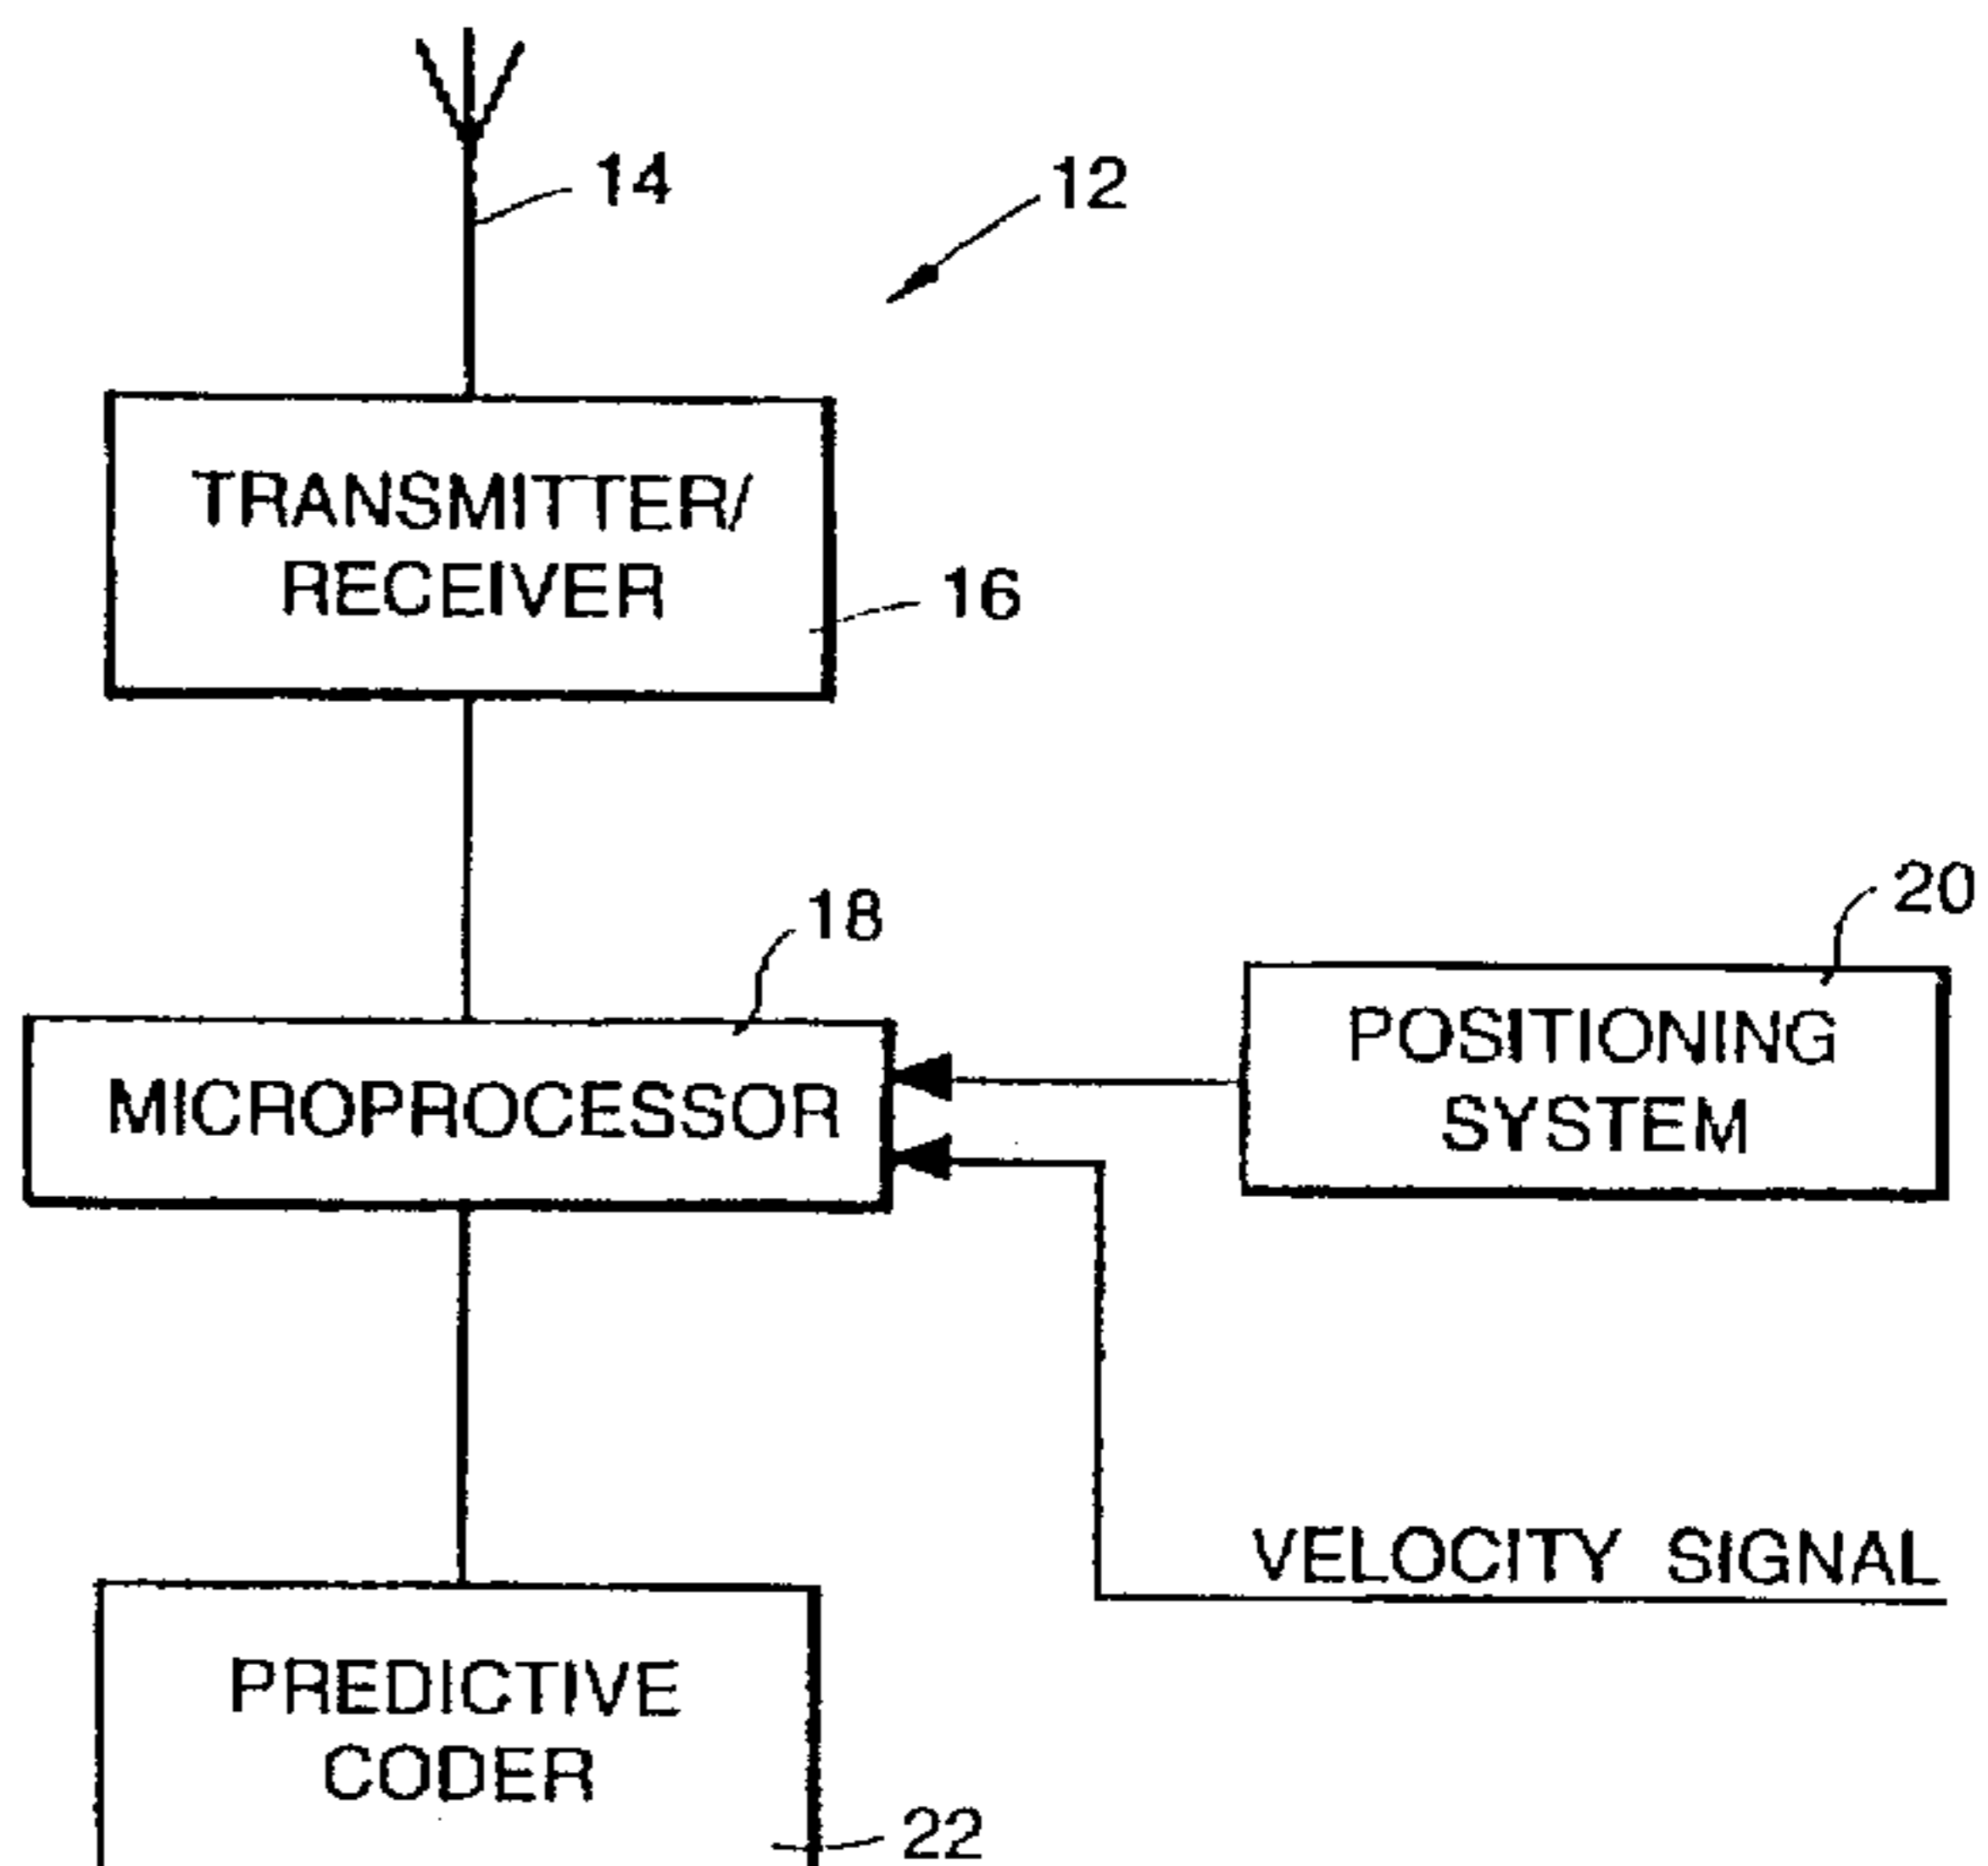 14
12
TRANSMITTER/
RECEIVER
16
18
20
MICROPROCESSOR
POSITIONING
SYSTEM
VELOCITY SIGNAL
PREDICTIVE
CODER
22